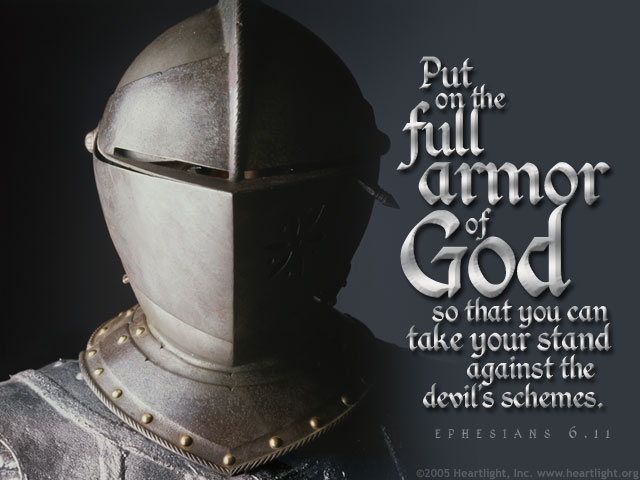 Put
on the
full
armor
of
God
so that you can
take your stand
against the
devil's schemes.
EPHESIANS 6.11
©2005 Heartlight, Inc. www.heartlight.org